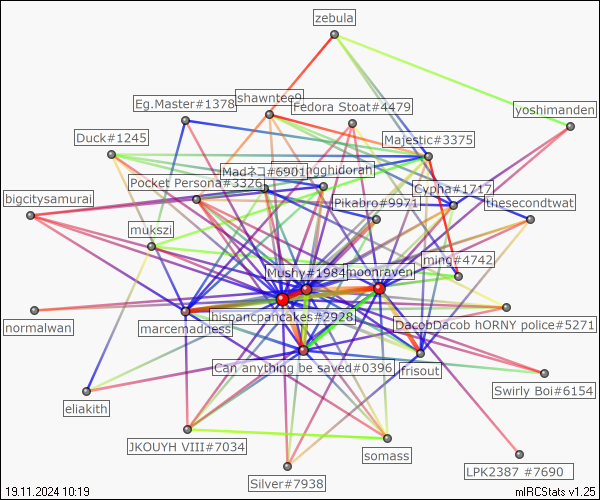 zebula
shawntee9
Eg.Master#1378
Fedora Stoat#4479
yoshimanden
Duck#1245
Majestic#3375
Madネコ#6901
gghidorah
Pocket Persona#3326
Cypha#1717
bigcitysamurai
Pikabro#9971
thesecondtwat
mukszi
ming#4742
Mushy#1984
moonraven
hispancpancakes#2928
normalwan
marcemadness
DacobDacob hORNY police#5271
Can anything be saved#0396
frisout
Swirly Boi#6154
eliakith
JKOUYH VIII#7034
somass
LPK2387 #7690
Silver#7938
19.11.2024 10:19
mIRCStats v1.25